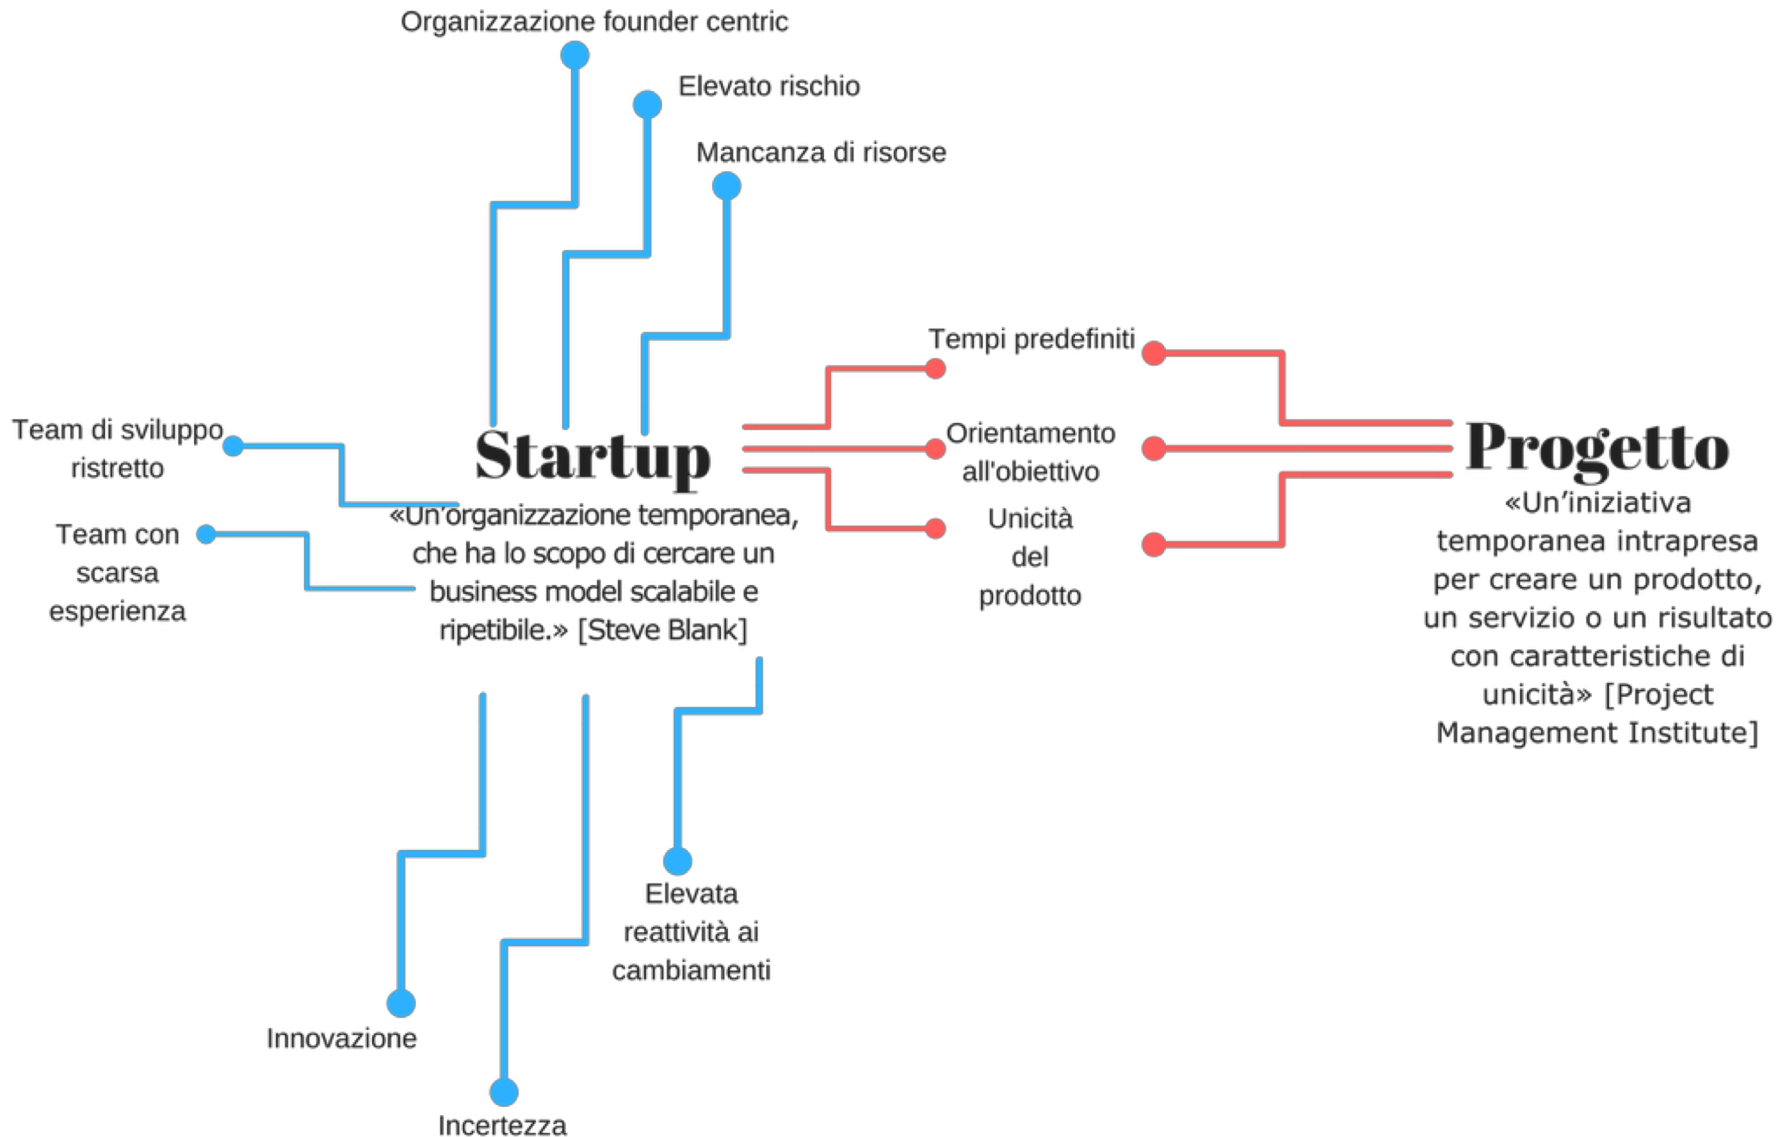 Organizzazione founder centric
Elevato rischio
Mancanza di risorse
Team di sviluppo
ristretto
Team con
scarsa
esperienza
Startup
«Un’organizzazione temporanea,
che ha lo scopo di cercare un
business model scalabile e
ripetibile.» [Steve Blank]
Tempi predefiniti
Orientamento
all'obiettivo
Unicità
del
prodotto
Progetto
«Un’iniziativa
temporanea intrapresa
per creare un prodotto,
un servizio o un risultato
con caratteristiche di
unicità» [Project
Management Institute]
Elevata
reattività ai
cambiamenti
Innovazione
Incertezza